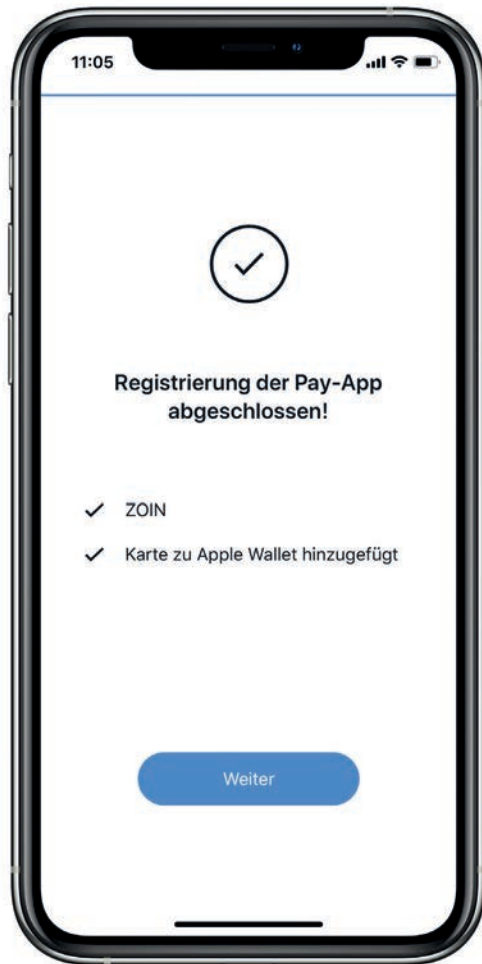 11:05
Registrierung der Pay-App
abgeschlossen!
ZOIN
Karte zu Apple Wallet hinzugefügt
Weiter